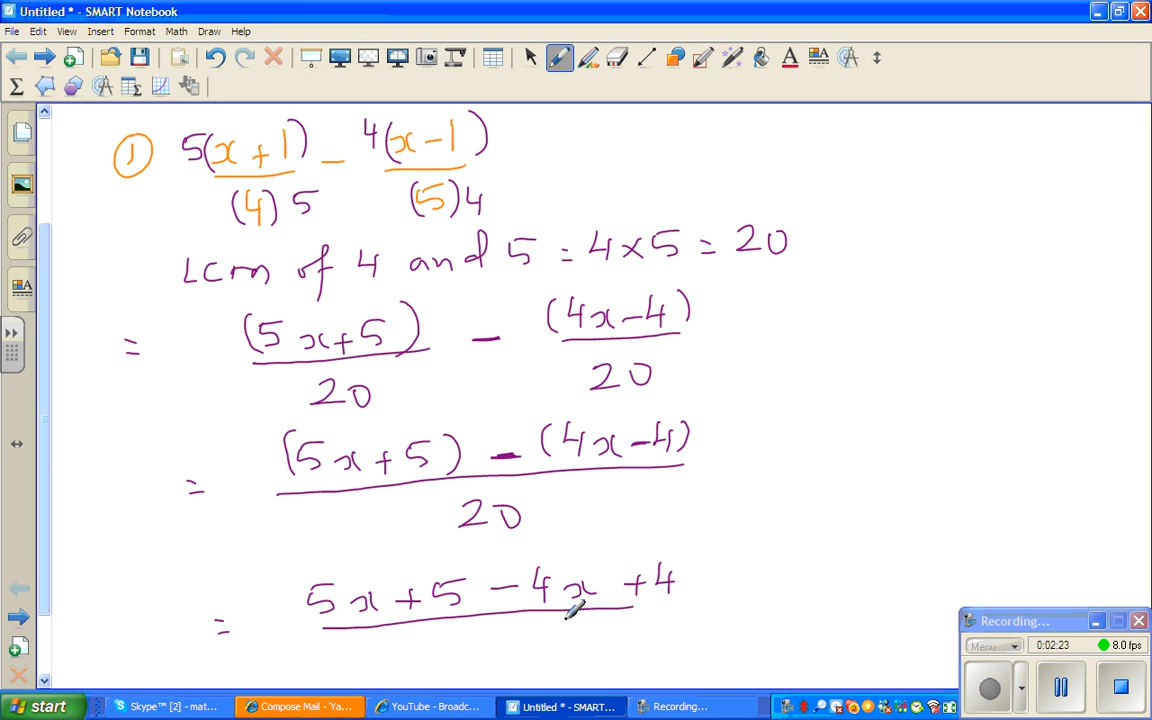 Untitled * - SMART Notebook
File Edit View Insert Format Math Draw Help
① 5(x+1) - 4(x-1)
(4)5 (5)4
LCM of 4 and 5 = 4×5 = 20
= (5x+5) - (4x-4)
20 20
= (5x+5) - (4x-4)
20
= 5x+5-4x+4
Recording...
Menu 0:02:23 8.0 fps
start Skype™ [2] - mat... Compose Mail - 'Ya... YouTube - Broadc... Untitled * - SMART... Recording...